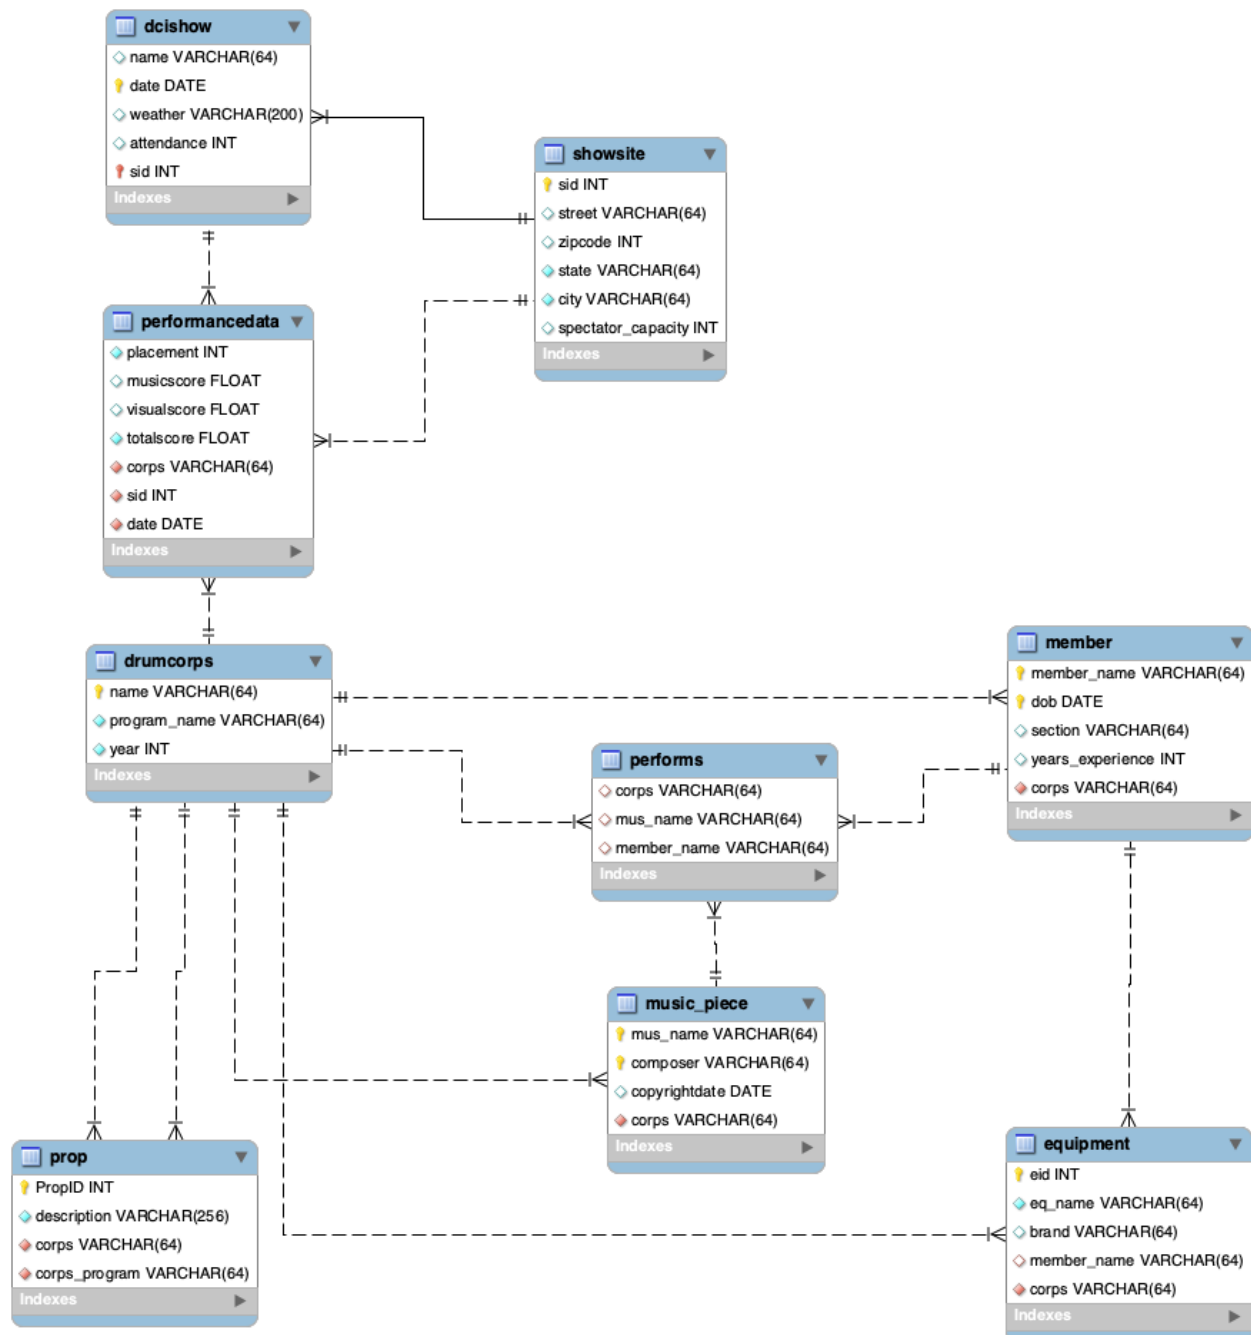 dcishow
name VARCHAR(64)
date DATE
weather VARCHAR(200)
attendance INT
sid INT
Indexes
showsite
sid INT
street VARCHAR(64)
zipcode INT
state VARCHAR(64)
city VARCHAR(64)
spectator_capacity INT
Indexes
performancedata
placement INT
musicscore FLOAT
visualscore FLOAT
totalscore FLOAT
corps VARCHAR(64)
sid INT
date DATE
Indexes
drumcorps
name VARCHAR(64)
program_name VARCHAR(64)
year INT
Indexes
member
member_name VARCHAR(64)
dob DATE
section VARCHAR(64)
years_experience INT
corps VARCHAR(64)
Indexes
performs
corps VARCHAR(64)
mus_name VARCHAR(64)
member_name VARCHAR(64)
Indexes
music_piece
mus_name VARCHAR(64)
composer VARCHAR(64)
copyrightdate DATE
corps VARCHAR(64)
Indexes
prop
PropID INT
description VARCHAR(256)
corps VARCHAR(64)
corps_program VARCHAR(64)
Indexes
equipment
eid INT
eq_name VARCHAR(64)
brand VARCHAR(64)
member_name VARCHAR(64)
corps VARCHAR(64)
Indexes